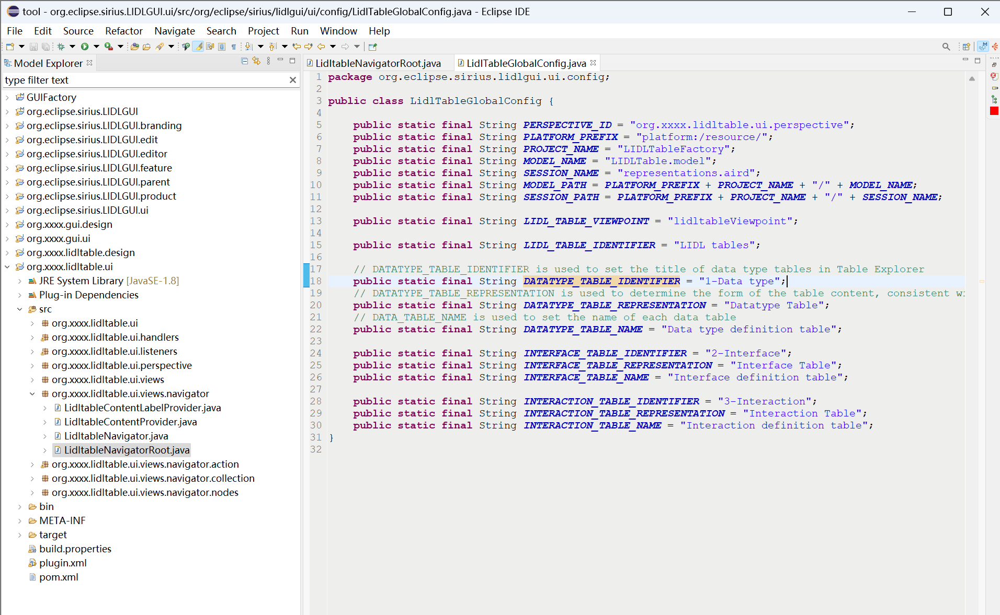 tool - org.eclipse.sirius.LIDLGUI.ui/src/org/eclipse/sirius/lidlgui/ui/config/LidlTableGlobalConfig.java - Eclipse IDE
File Edit Source Refactor Navigate Search Project Run Window Help
Model Explorer
type filter text
GUIFactory
org.eclipse.sirius.LIDLGUI
org.eclipse.sirius.LIDLGUI.branding
org.eclipse.sirius.LIDLGUI.edit
org.eclipse.sirius.LIDLGUI.editor
org.eclipse.sirius.LIDLGUI.feature
org.eclipse.sirius.LIDLGUI.parent
org.eclipse.sirius.LIDLGUI.product
org.eclipse.sirius.LIDLGUI.ui
org.xxxx.gui.design
org.xxxx.gui.ui
org.xxxx.lidltable.design
org.xxxx.lidltable.ui
JRE System Library [JavaSE-1.8]
Plug-in Dependencies
src
org.xxxx.lidltable.ui
org.xxxx.lidltable.ui.handlers
org.xxxx.lidltable.ui.listeners
org.xxxx.lidltable.ui.perspective
org.xxxx.lidltable.ui.views
org.xxxx.lidltable.ui.views.navigator
LidltableContentLabelProvider.java
LidltableContentProvider.java
LidltableNavigator.java
LidltableNavigatorRoot.java
org.xxxx.lidltable.ui.views.navigator.action
org.xxxx.lidltable.ui.views.navigator.collection
org.xxxx.lidltable.ui.views.navigator.nodes
bin
META-INF
target
build.properties
plugin.xml
pom.xml
LidltableNavigatorRoot.java LidlTableGlobalConfig.java
1 package org.eclipse.sirius.lidlgui.ui.config;
2
3 public class LidlTableGlobalConfig {
4
5 public static final String PERSPECTIVE_ID = "org.xxxx.lidltable.ui.perspective";
6 public static final String PLATFORM_PREFIX = "platform:/resource/";
7 public static final String PROJECT_NAME = "LIDLTableFactory";
8 public static final String MODEL_NAME = "LIDLTable.model";
9 public static final String SESSION_NAME = "representations.aird";
10 public static final String MODEL_PATH = PLATFORM_PREFIX + PROJECT_NAME + "/" + MODEL_NAME;
11 public static final String SESSION_PATH = PLATFORM_PREFIX + PROJECT_NAME + "/" + SESSION_NAME;
12
13 public static final String LIDL_TABLE_VIEWPOINT = "lidltableViewpoint";
14
15 public static final String LIDL_TABLE_IDENTIFIER = "LIDL tables";
16
17 // DATATYPE_TABLE_IDENTIFIER is used to set the title of data type tables in Table Explorer
18 public static final String DATATYPE_TABLE_IDENTIFIER = "1-Data type";
19 // DATATYPE_TABLE_REPRESENTATION is used to determine the form of the table content, consistent wi
20 public static final String DATATYPE_TABLE_REPRESENTATION = "Datatype Table";
21 // DATA_TABLE_NAME is used to set the name of each data table
22 public static final String DATATYPE_TABLE_NAME = "Data type definition table";
23
24 public static final String INTERFACE_TABLE_IDENTIFIER = "2-Interface";
25 public static final String INTERFACE_TABLE_REPRESENTATION = "Interface Table";
26 public static final String INTERFACE_TABLE_NAME = "Interface definition table";
27
28 public static final String INTERACTION_TABLE_IDENTIFIER = "3-Interaction";
29 public static final String INTERACTION_TABLE_REPRESENTATION = "Interaction Table";
30 public static final String INTERACTION_TABLE_NAME = "Interaction definition table";
31 }
32